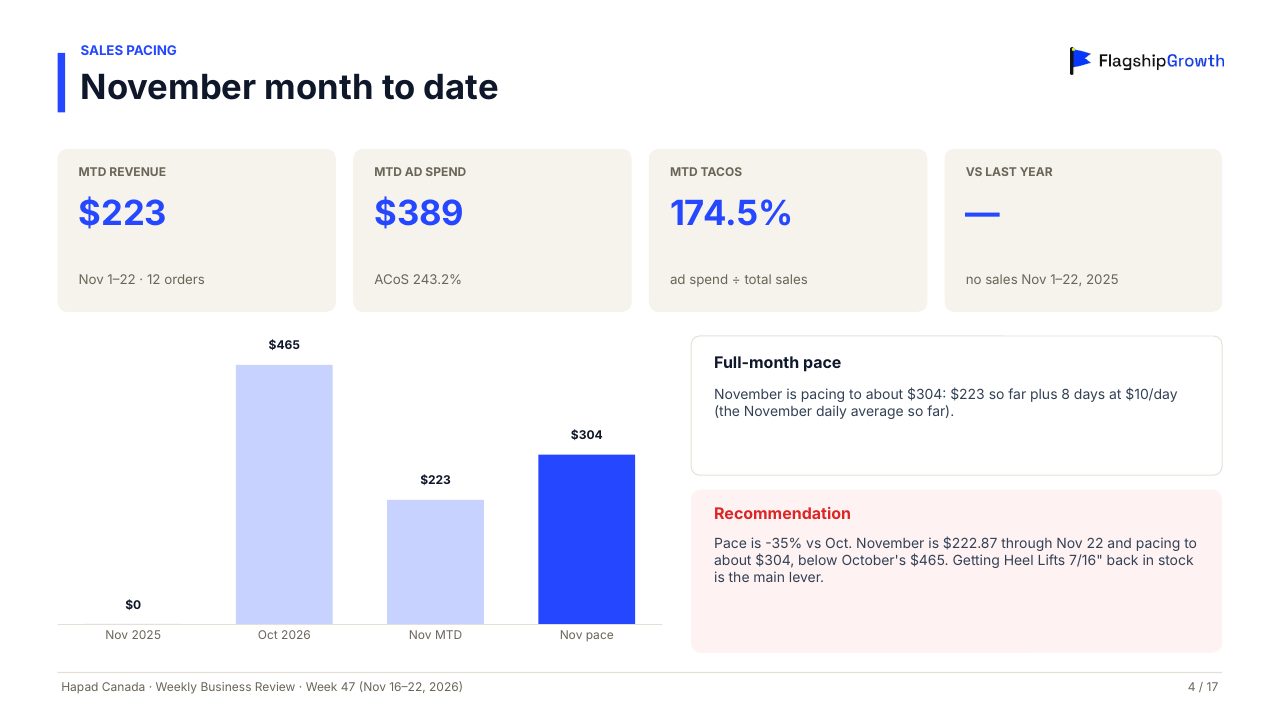 SALES PACING
November month to date
FlagshipGrowth
MTD REVENUE
$223
Nov 1–22 · 12 orders
MTD AD SPEND
$389
ACoS 243.2%
MTD TACOS
174.5%
ad spend ÷ total sales
VS LAST YEAR
—
no sales Nov 1–22, 2025
$0
$465
$223
$304
Nov 2025
Oct 2026
Nov MTD
Nov pace
Full-month pace
November is pacing to about $304: $223 so far plus 8 days at $10/day
(the November daily average so far).
Recommendation
Pace is -35% vs Oct. November is $222.87 through Nov 22 and pacing to
about $304, below October's $465. Getting Heel Lifts 7/16" back in stock
is the main lever.
Hapad Canada · Weekly Business Review · Week 47 (Nov 16–22, 2026)
4 / 17